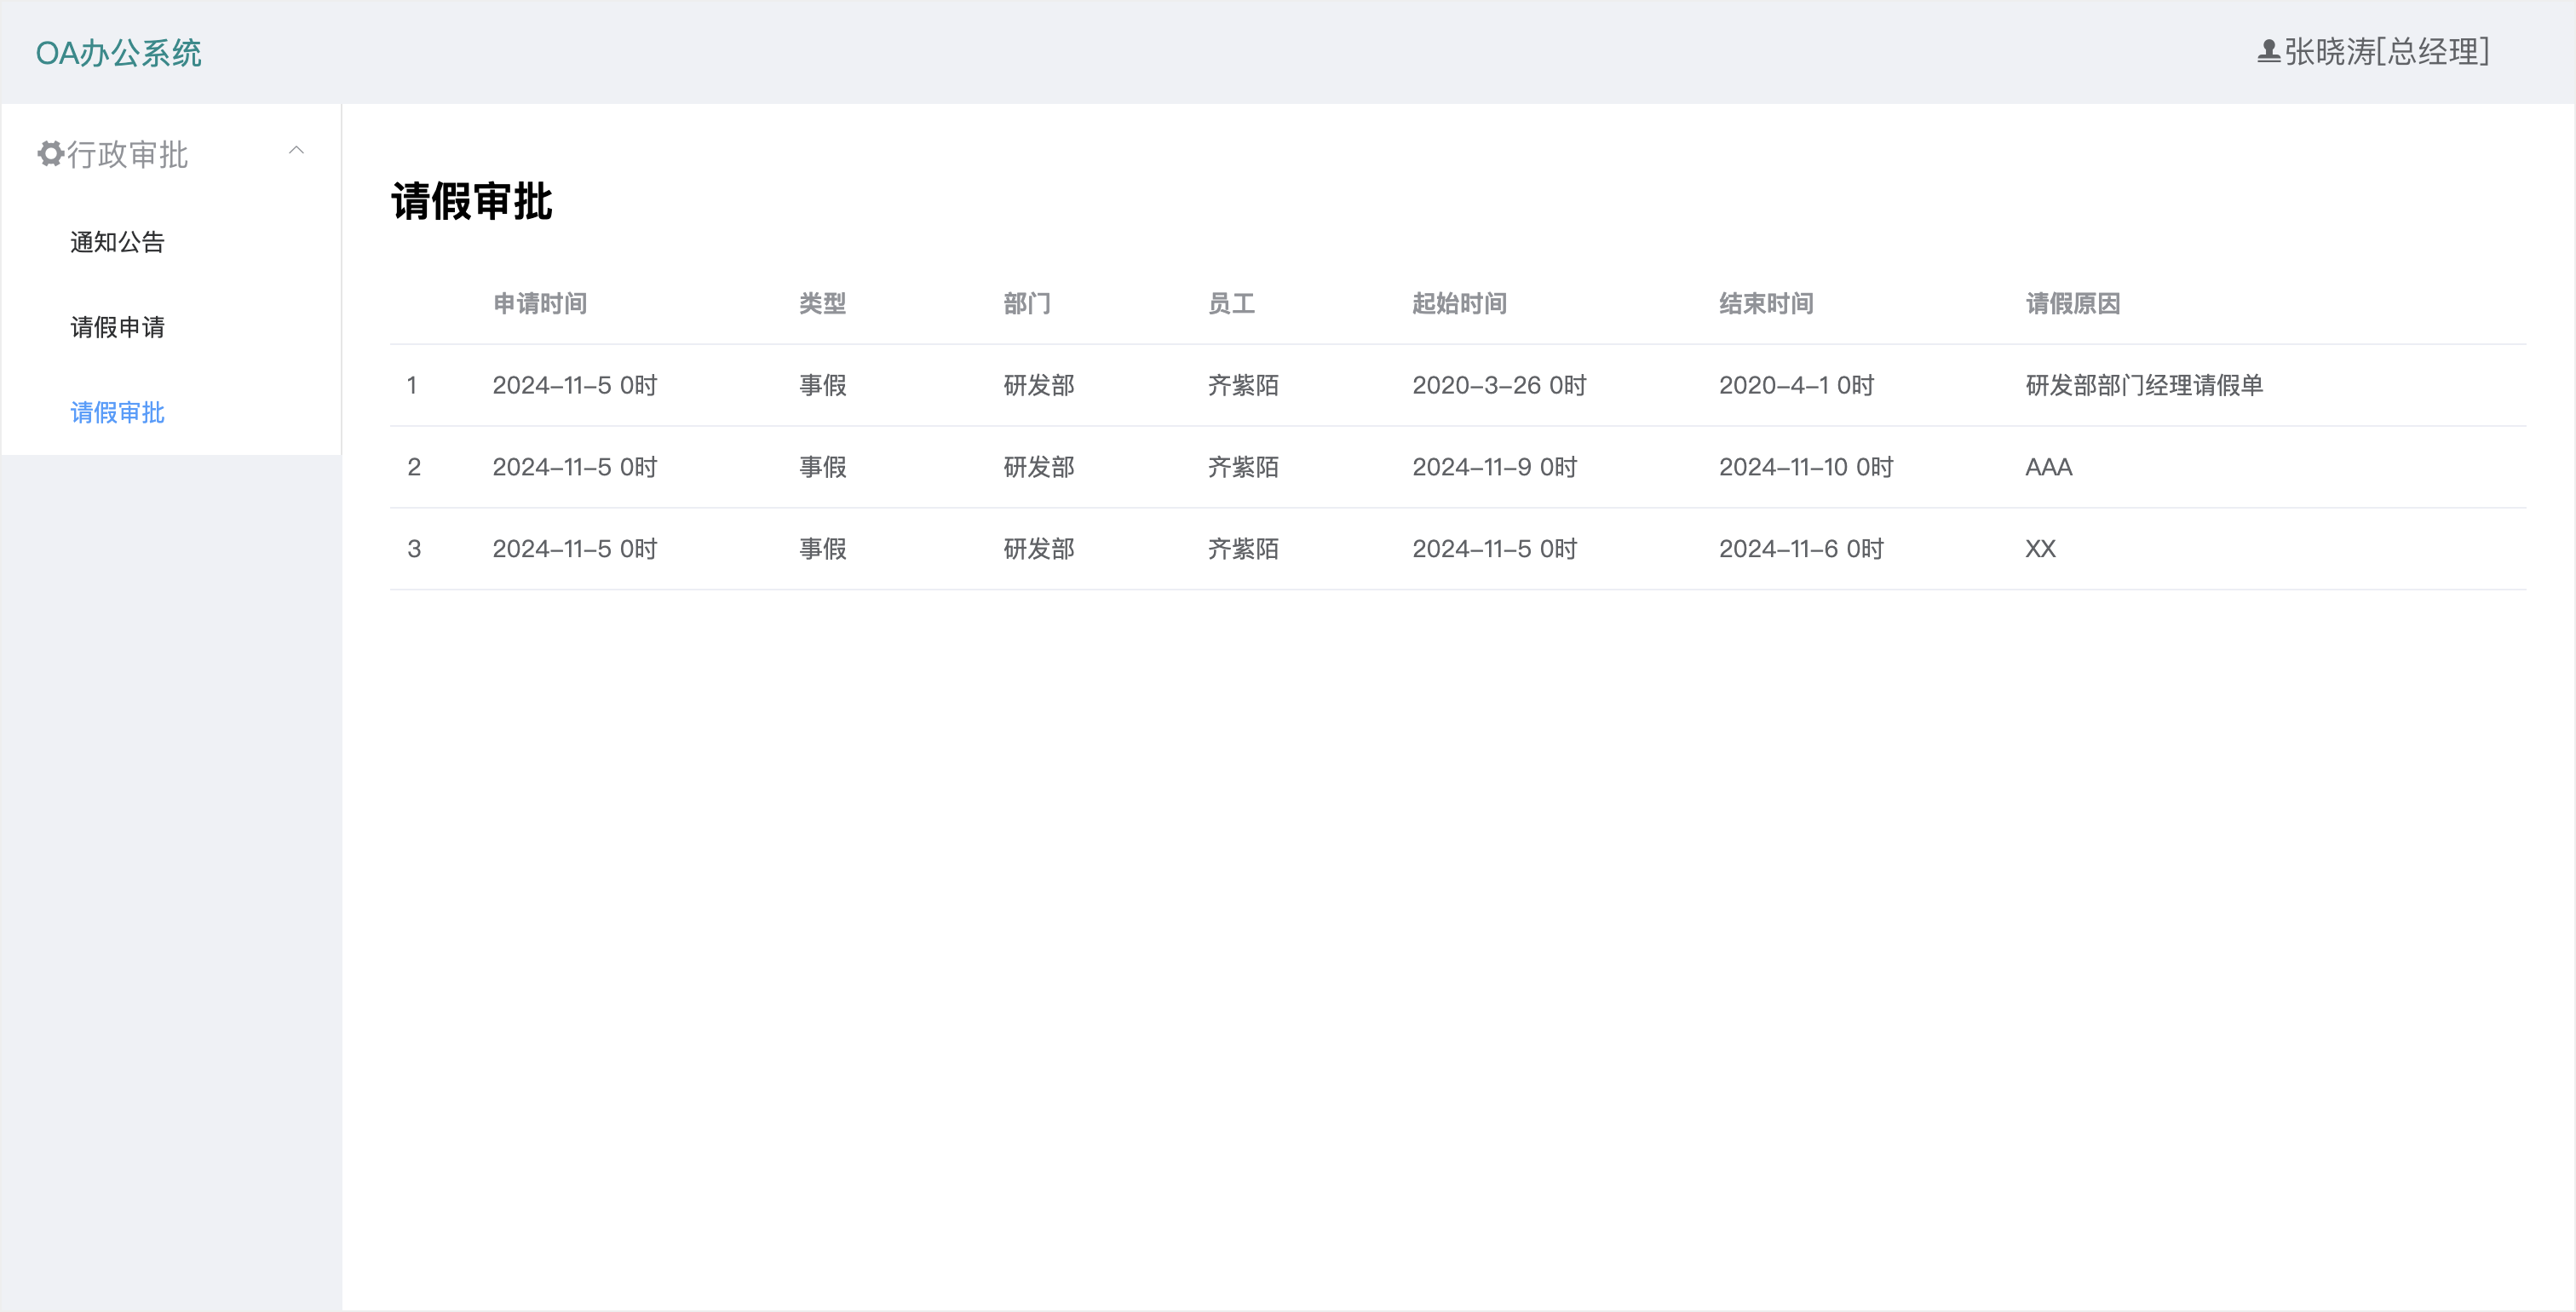 OA办公系统
张晓涛[总经理]
行政审批
通知公告
请假申请
请假审批
请假审批
申请时间 类型 部门 员工 起始时间 结束时间 请假原因
1 2024-11-5 0时 事假 研发部 齐紫陌 2020-3-26 0时 2020-4-1 0时 研发部部门经理请假单
2 2024-11-5 0时 事假 研发部 齐紫陌 2024-11-9 0时 2024-11-10 0时 AAA
3 2024-11-5 0时 事假 研发部 齐紫陌 2024-11-5 0时 2024-11-6 0时 XX